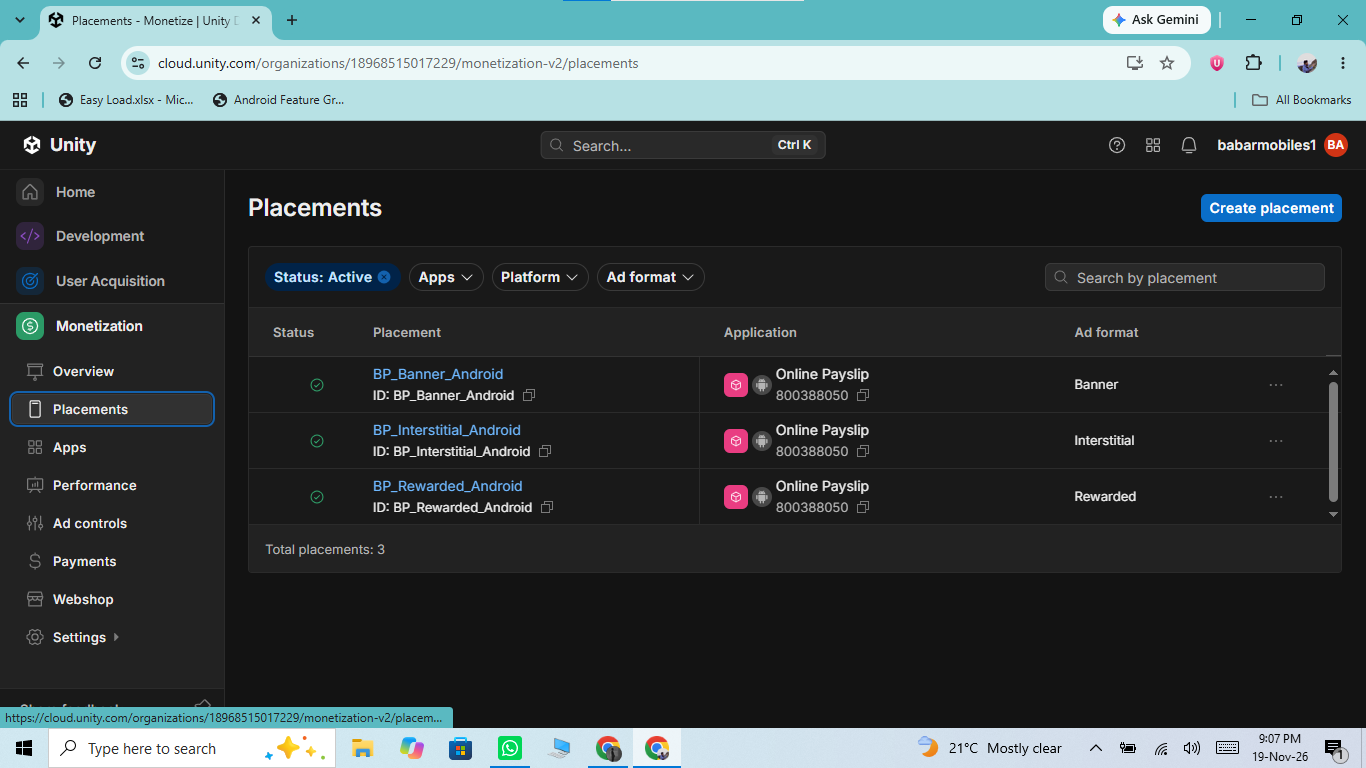 Placements - Monetize | Unity D
Ask Gemini
cloud.unity.com/organizations/18968515017229/monetization-v2/placements
Easy Load.xlsx - Mic...
Android Feature Gr...
All Bookmarks
Unity
Search...
Ctrl K
babarmobiles1
BA
Home
Development
User Acquisition
Monetization
Overview
Placements
Apps
Performance
Ad controls
Payments
Webshop
Settings
Placements
Create placement
Status: Active
Apps
Platform
Ad format
Search by placement
Status Placement Application Ad format
BP_Banner_Android Online Payslip Banner
ID: BP_Banner_Android 800388050
BP_Interstitial_Android Online Payslip Interstitial
ID: BP_Interstitial_Android 800388050
BP_Rewarded_Android Online Payslip Rewarded
ID: BP_Rewarded_Android 800388050
Total placements: 3
https://cloud.unity.com/organizations/18968515017229/monetization-v2/placem...
Type here to search
21°C Mostly clear
9:07 PM
19-Nov-26
1